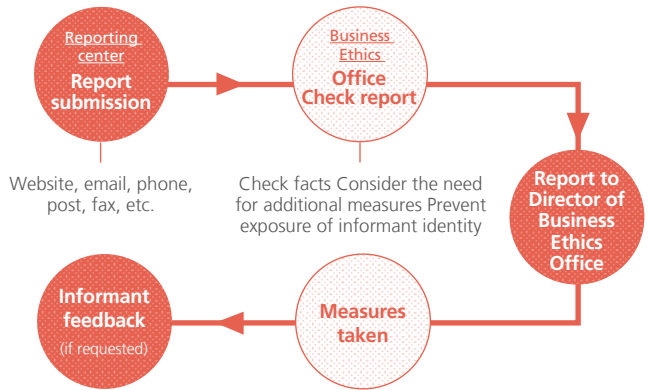 Reporting
center
Report
submission
Website, email, phone,
post, fax, etc.
Business
Ethics
Office
Check report
Check facts Consider the need
for additional measures Prevent
exposure of informant identity
Report to
Director of
Business
Ethics
Office
Measures
taken
Informant
feedback
(if requested)